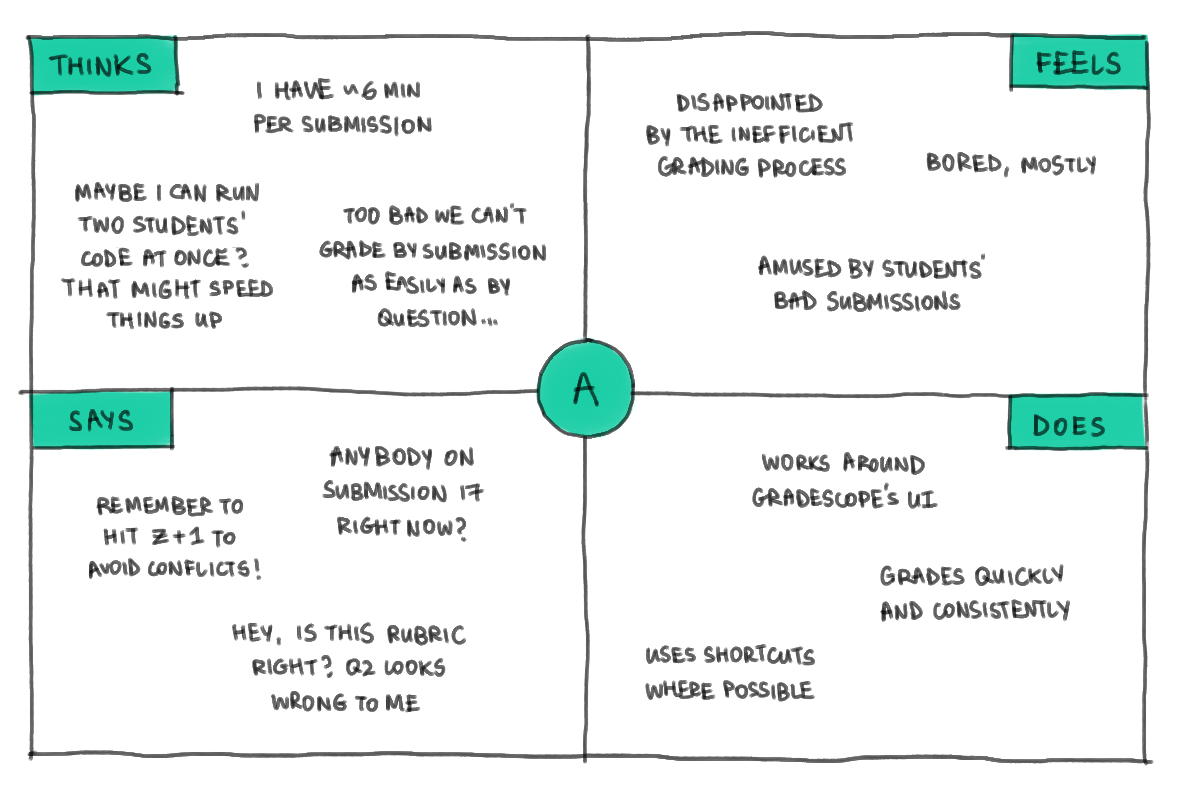 THINKS
I HAVE ~6 MIN
PER SUBMISSION
MAYBE I CAN RUN
TWO STUDENTS'
CODE AT ONCE?
THAT MIGHT SPEED
THINGS UP
TOO BAD WE CAN'T
GRADE BY SUBMISSION
AS EASILY AS BY
QUESTION...
FEELS
DISAPPOINTED
BY THE INEFFICIENT
GRADING PROCESS
BORED, MOSTLY
AMUSED BY STUDENTS'
BAD SUBMISSIONS
A
SAYS
ANYBODY ON
SUBMISSION 17
RIGHT NOW?
REMEMBER TO
HIT Z+1 TO
AVOID CONFLICTS!
HEY, IS THIS RUBRIC
RIGHT? Q2 LOOKS
WRONG TO ME
DOES
WORKS AROUND
GRADESCOPE'S UI
GRADES QUICKLY
AND CONSISTENTLY
USES SHORTCUTS
WHERE POSSIBLE